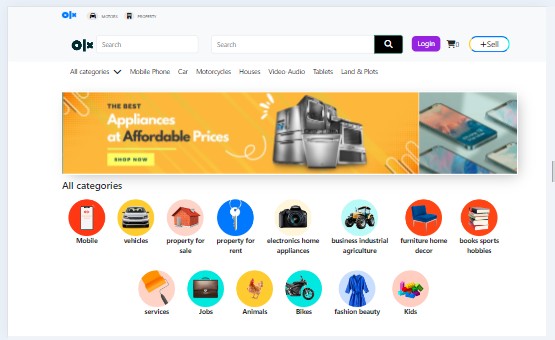 olx MOTORS PROPERTY
olx Search Search Login 0 +Sell
All categories Mobile Phone Car Motorcycles Houses Video-Audio Tablets Land & Plots
THE BEST
Appliances
at Affordable Prices
SHOP NOW
All categories
Mobile vehicles property for sale property for rent electronics home appliances business industrial agriculture furniture home decor books sports hobbies
services Jobs Animals Bikes fashion beauty Kids